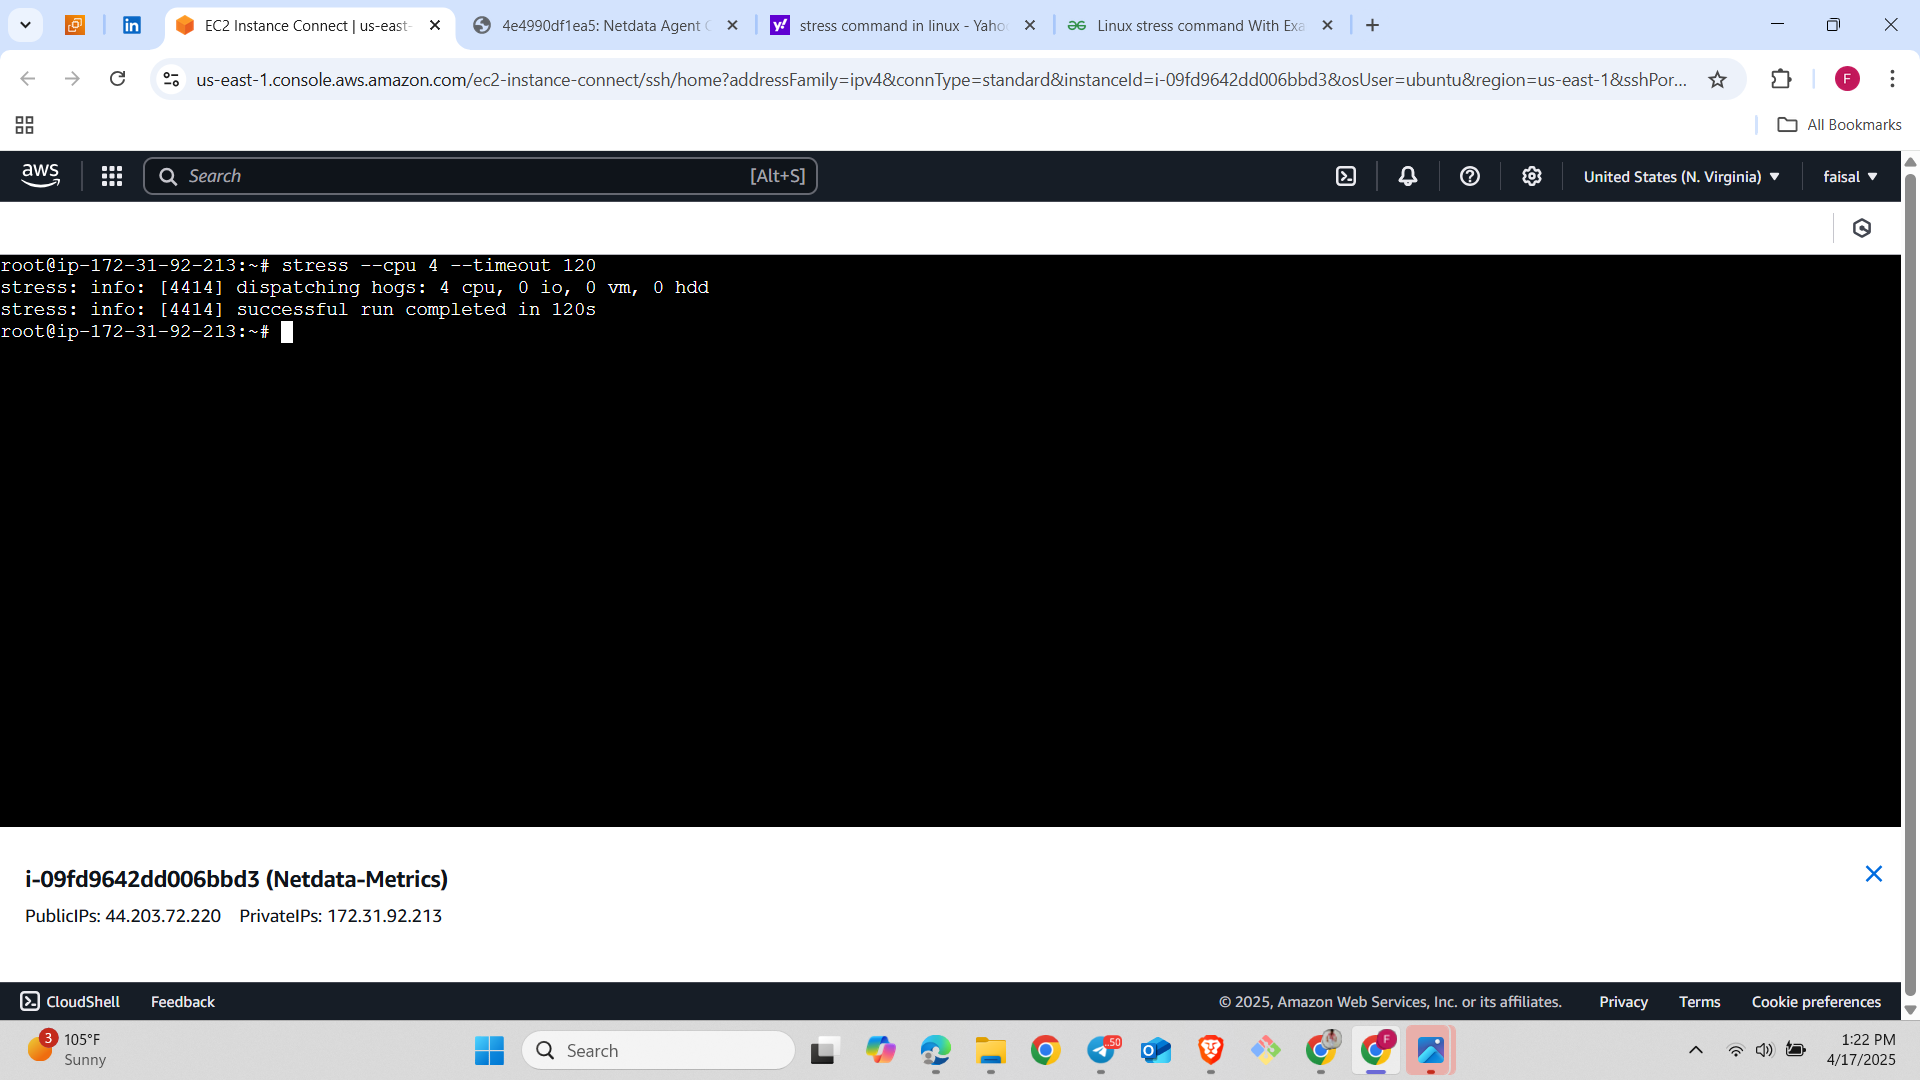 EC2 Instance Connect | us-east-
4e4990df1ea5: Netdata Agent C
stress command in linux - Yaho
Linux stress command With Exa
us-east-1.console.aws.amazon.com/ec2-instance-connect/ssh/home?addressFamily=ipv4&connType=standard&instanceId=i-09fd9642dd006bbd3&osUser=ubuntu&region=us-east-1&sshPor...
F
All Bookmarks
aws
Search
[Alt+S]
United States (N. Virginia)
faisal
root@ip-172-31-92-213:~# stress --cpu 4 --timeout 120
stress: info: [4414] dispatching hogs: 4 cpu, 0 io, 0 vm, 0 hdd
stress: info: [4414] successful run completed in 120s
root@ip-172-31-92-213:~#
i-09fd9642dd006bbd3 (Netdata-Metrics)
PublicIPs: 44.203.72.220 PrivateIPs: 172.31.92.213
CloudShell
Feedback
© 2025, Amazon Web Services, Inc. or its affiliates.
Privacy
Terms
Cookie preferences
3
105°F
Sunny
Search
.50
F
1:22 PM
4/17/2025